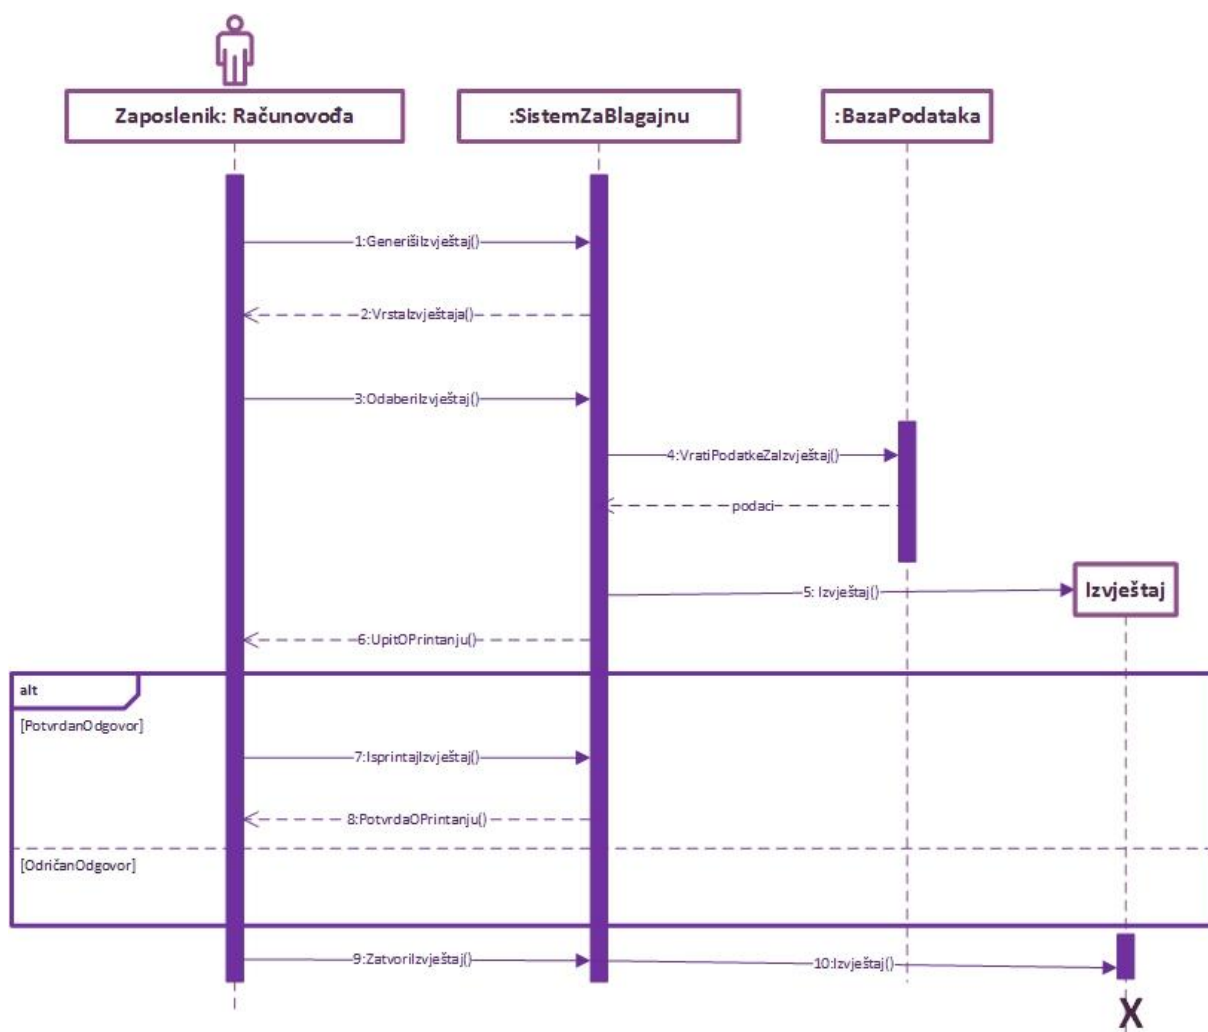 Zaposlenik: Računovođa
:SistemZaBlagajnu
:BazaPodataka
1:GenerišiIzvještaj()
2:VrstaIzvještaja()
3:OdaberiIzvještaj()
4:VratiPodatkeZaIzvještaj()
podaci
5: Izvještaj()
Izvještaj
6:UpitOPrintanju()
alt
[PotvrdanOdgovor]
7:IsprintajIzvještaj()
8:PotvrdaOPrintanju()
[OdričanOdgovor]
9:ZatvoriIzvještaj()
10:Izvještaj()
X